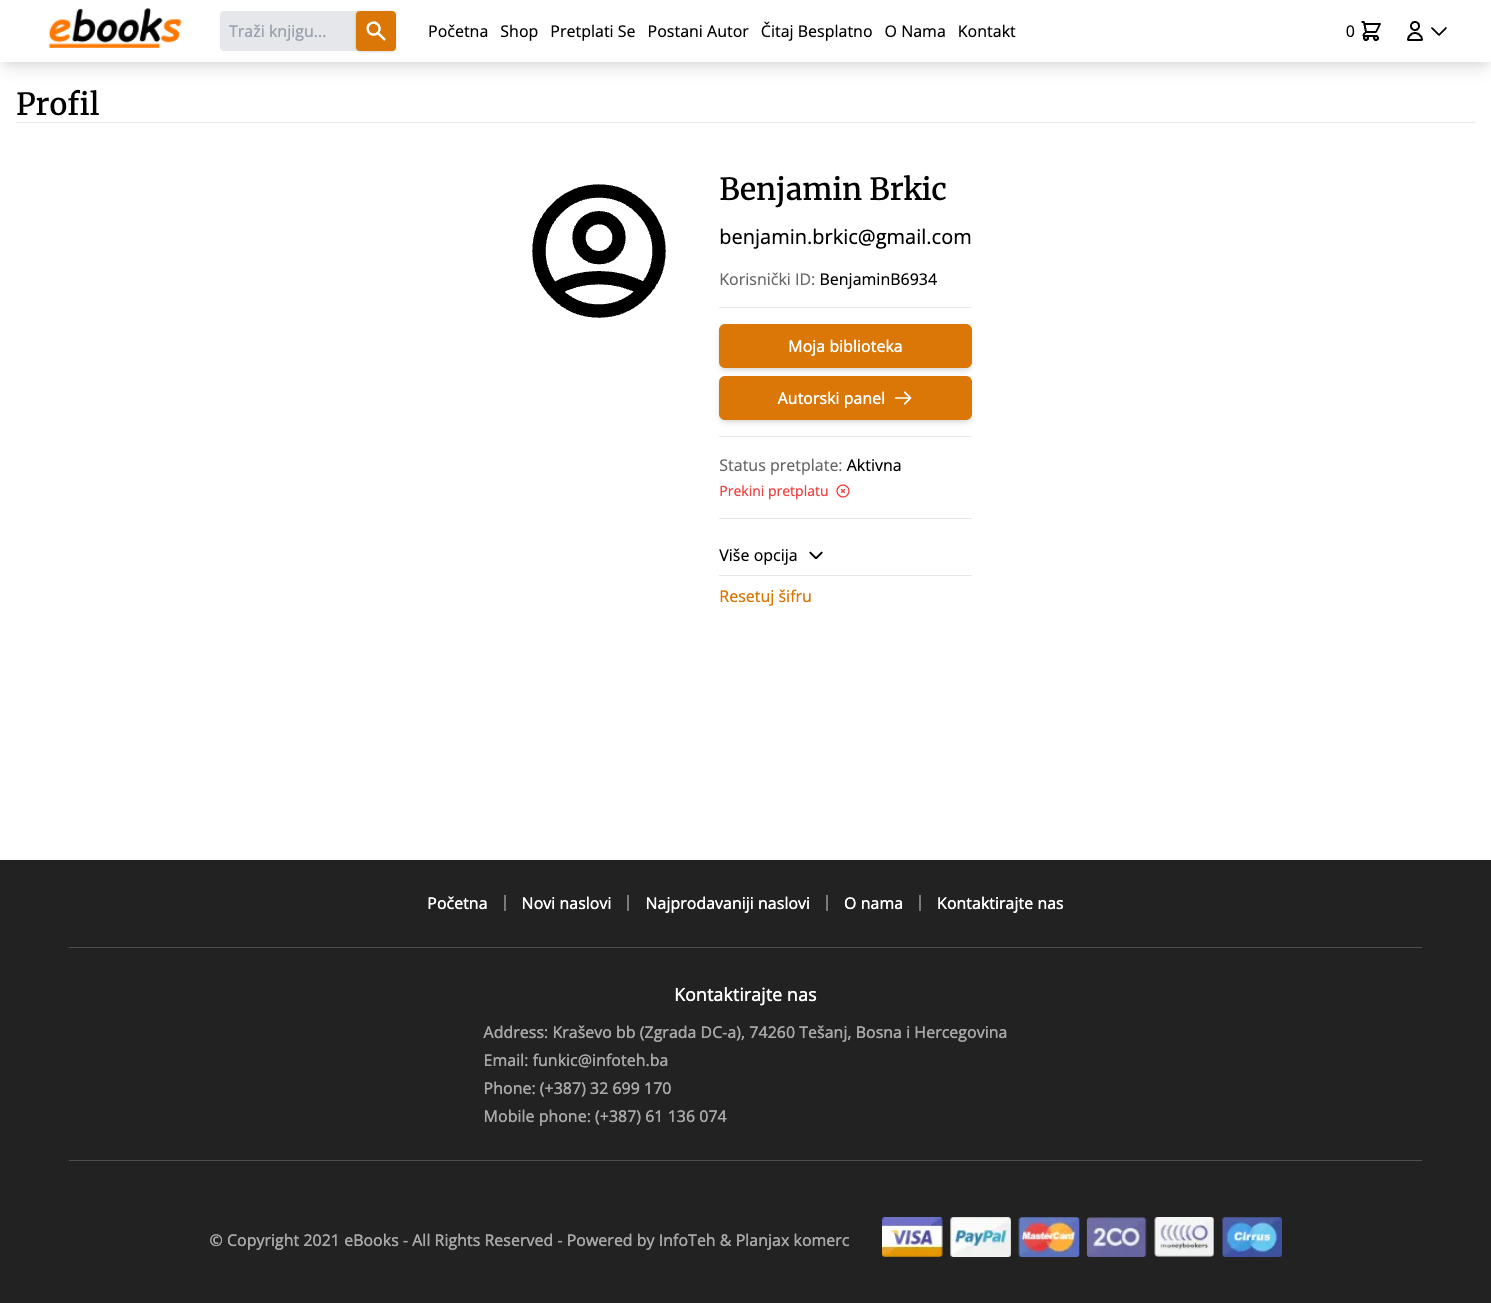 ebooks
Traži knjigu...
Početna Shop Pretplati Se Postani Autor Čitaj Besplatno O Nama Kontakt
0
Profil
Benjamin Brkic
benjamin.brkic@gmail.com
Korisnički ID: BenjaminB6934
Moja biblioteka
Autorski panel
Status pretplate: Aktivna
Prekini pretplatu
Više opcija
Resetuj šifru
Početna | Novi naslovi | Najprodavaniji naslovi | O nama | Kontaktirajte nas
Kontaktirajte nas
Address: Kraševo bb (Zgrada DC-a), 74260 Tešanj, Bosna i Hercegovina
Email: funkic@infoteh.ba
Phone: (+387) 32 699 170
Mobile phone: (+387) 61 136 074
© Copyright 2021 eBooks - All Rights Reserved - Powered by InfoTeh & Planjax komerc
VISA PayPal MasterCard 2CO moneybookers Cirrus